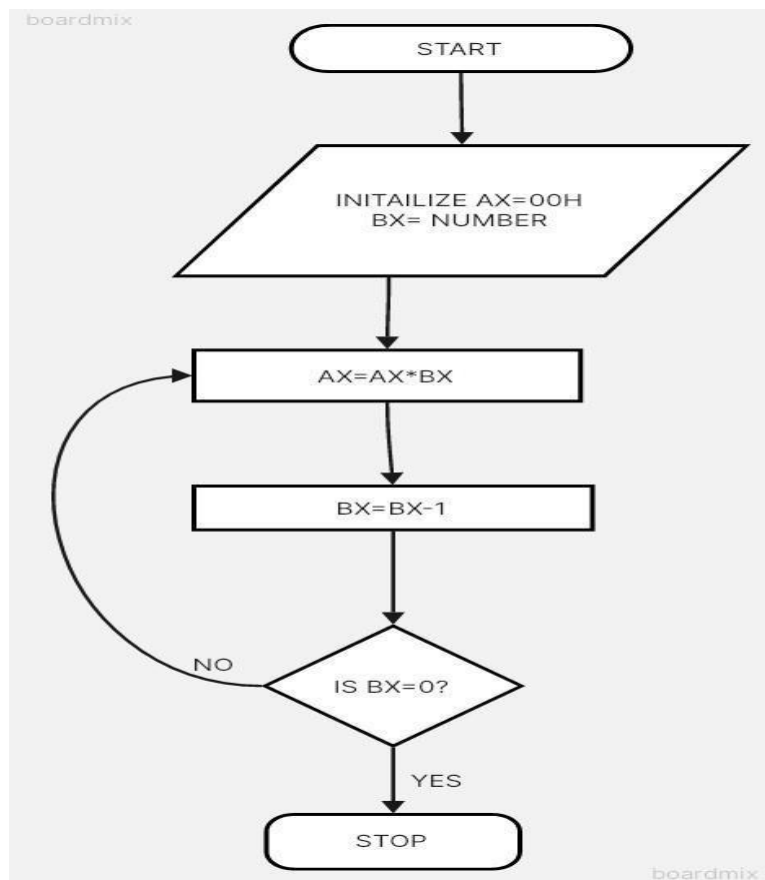 boardmix
START
INITAILIZE AX=00H
BX= NUMBER
AX=AX*BX
BX=BX-1
NO
IS BX=0?
YES
STOP
boardmix